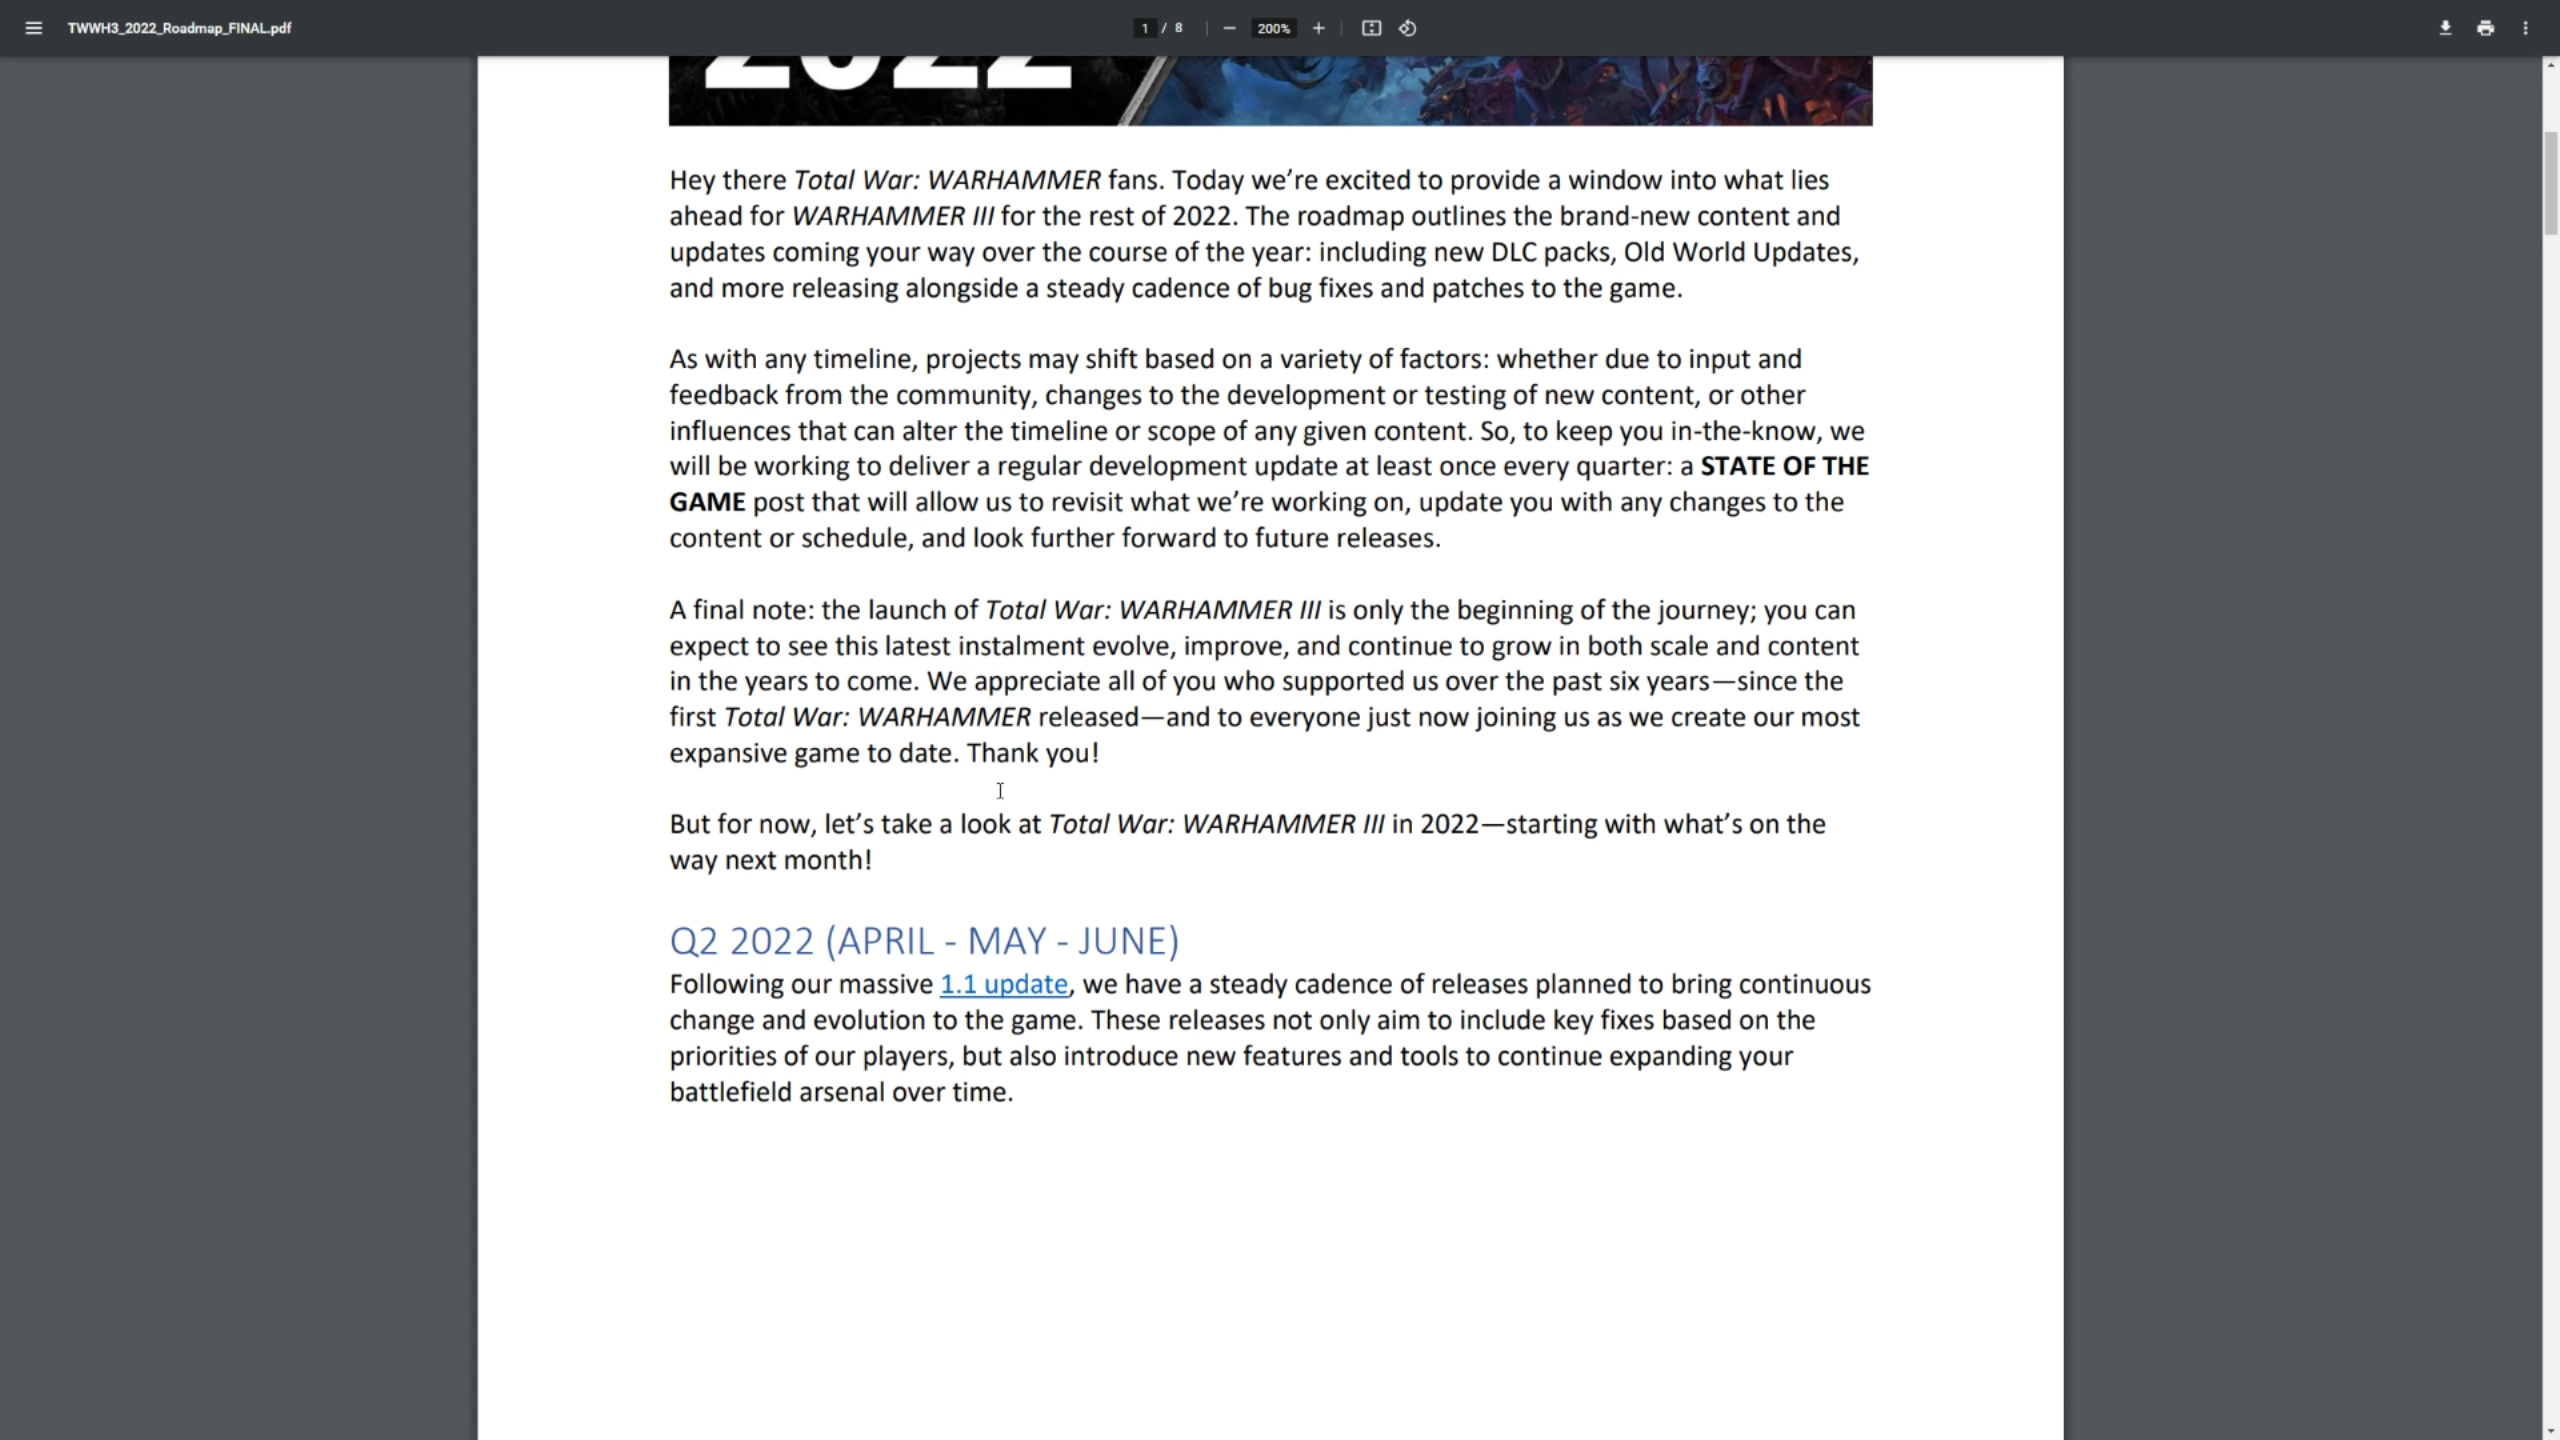 TWWH3_2022_Roadmap_FINAL.pdf
1 / 8
200%
2022
Hey there Total War: WARHAMMER fans. Today we’re excited to provide a window into what lies
ahead for WARHAMMER III for the rest of 2022. The roadmap outlines the brand-new content and
updates coming your way over the course of the year: including new DLC packs, Old World Updates,
and more releasing alongside a steady cadence of bug fixes and patches to the game.
As with any timeline, projects may shift based on a variety of factors: whether due to input and
feedback from the community, changes to the development or testing of new content, or other
influences that can alter the timeline or scope of any given content. So, to keep you in-the-know, we
will be working to deliver a regular development update at least once every quarter: a STATE OF THE
GAME post that will allow us to revisit what we’re working on, update you with any changes to the
content or schedule, and look further forward to future releases.
A final note: the launch of Total War: WARHAMMER III is only the beginning of the journey; you can
expect to see this latest instalment evolve, improve, and continue to grow in both scale and content
in the years to come. We appreciate all of you who supported us over the past six years—since the
first Total War: WARHAMMER released—and to everyone just now joining us as we create our most
expansive game to date. Thank you!
But for now, let’s take a look at Total War: WARHAMMER III in 2022—starting with what’s on the
way next month!
Q2 2022 (APRIL - MAY - JUNE)
Following our massive 1.1 update, we have a steady cadence of releases planned to bring continuous
change and evolution to the game. These releases not only aim to include key fixes based on the
priorities of our players, but also introduce new features and tools to continue expanding your
battlefield arsenal over time.